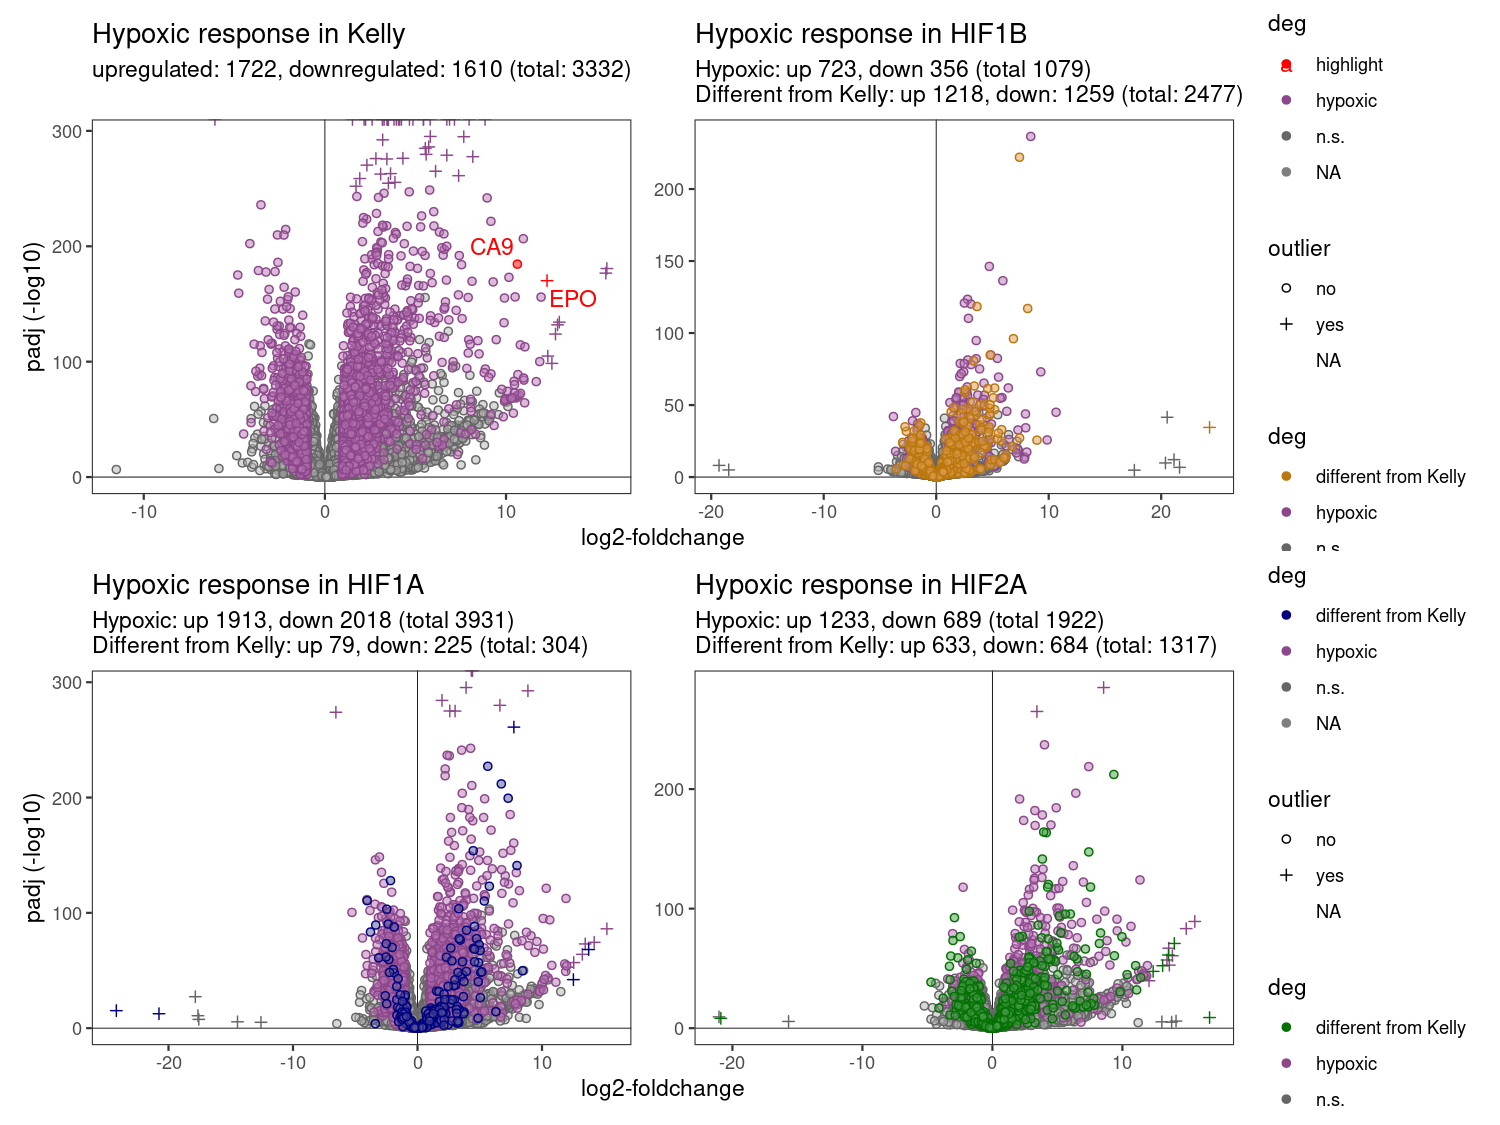 Hypoxic response in Kelly
upregulated: 1722, downregulated: 1610 (total: 3332)
300
200
100
0
-10
0
10
padj (-log10)
CA9
EPO
Hypoxic response in HIF1B
Hypoxic: up 723, down 356 (total 1079)
Different from Kelly: up 1218, down: 1259 (total: 2477)
200
150
100
50
0
-20
-10
0
10
20
log2-foldchange
deg
a
highlight
hypoxic
n.s.
NA
outlier
no
yes
NA
deg
different from Kelly
hypoxic
n.s.
Hypoxic response in HIF1A
Hypoxic: up 1913, down 2018 (total 3931)
Different from Kelly: up 79, down: 225 (total: 304)
300
200
100
0
-20
-10
0
10
padj (-log10)
Hypoxic response in HIF2A
Hypoxic: up 1233, down 689 (total 1922)
Different from Kelly: up 633, down: 684 (total: 1317)
200
100
0
-20
-10
0
10
log2-foldchange
deg
different from Kelly
hypoxic
n.s.
NA
outlier
no
yes
NA
deg
different from Kelly
hypoxic
n.s.